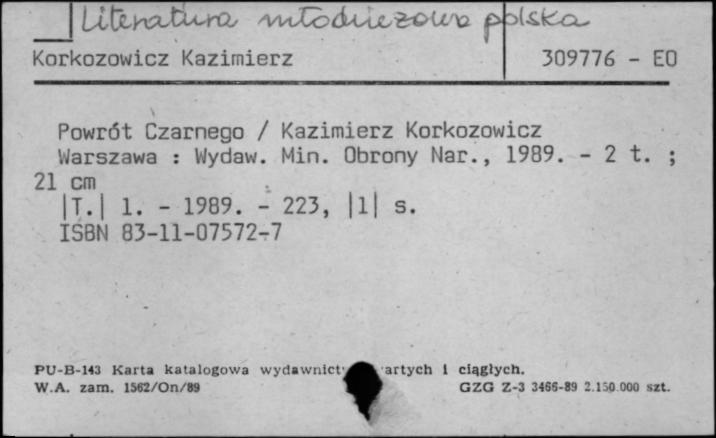 Literatura młodzieżowa polska
Korkozowicz Kazimierz 309776 - EO
Powrót Czarnego / Kazimierz Korkozowicz
Warszawa : Wydaw. Min. Obrony Nar., 1989. - 2 t. ;
21 cm
|T.| 1. - 1989. - 223, |1| s.
ISBN 83-11-07572-7
PU-B-143 Karta katalogowa i ciągłych.
W.A. zam. 1562/On/89 GZG Z-3 3466-89 2.150.000 szt.